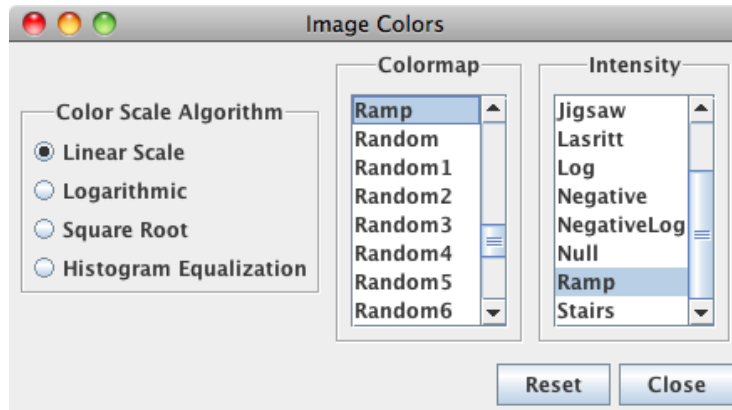 Image Colors
Color Scale Algorithm
Linear Scale
Logarithmic
Square Root
Histogram Equalization
Colormap
Ramp
Random
Random1
Random2
Random3
Random4
Random5
Random6
Intensity
Jigsaw
Lasritt
Log
Negative
NegativeLog
Null
Ramp
Stairs
Reset
Close